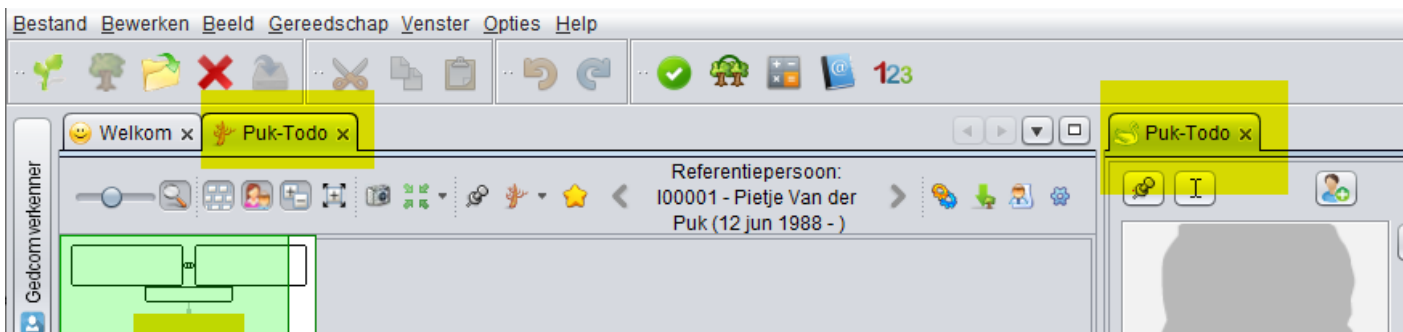 Bestand Bewerken Beeld Gereedschap Venster Opties Help
123
Welkom x Puk-Todo x
Puk-Todo x
Gedcom verkenner
Referentiepersoon:
I00001 - Pietje Van der
Puk (12 jun 1988 - )